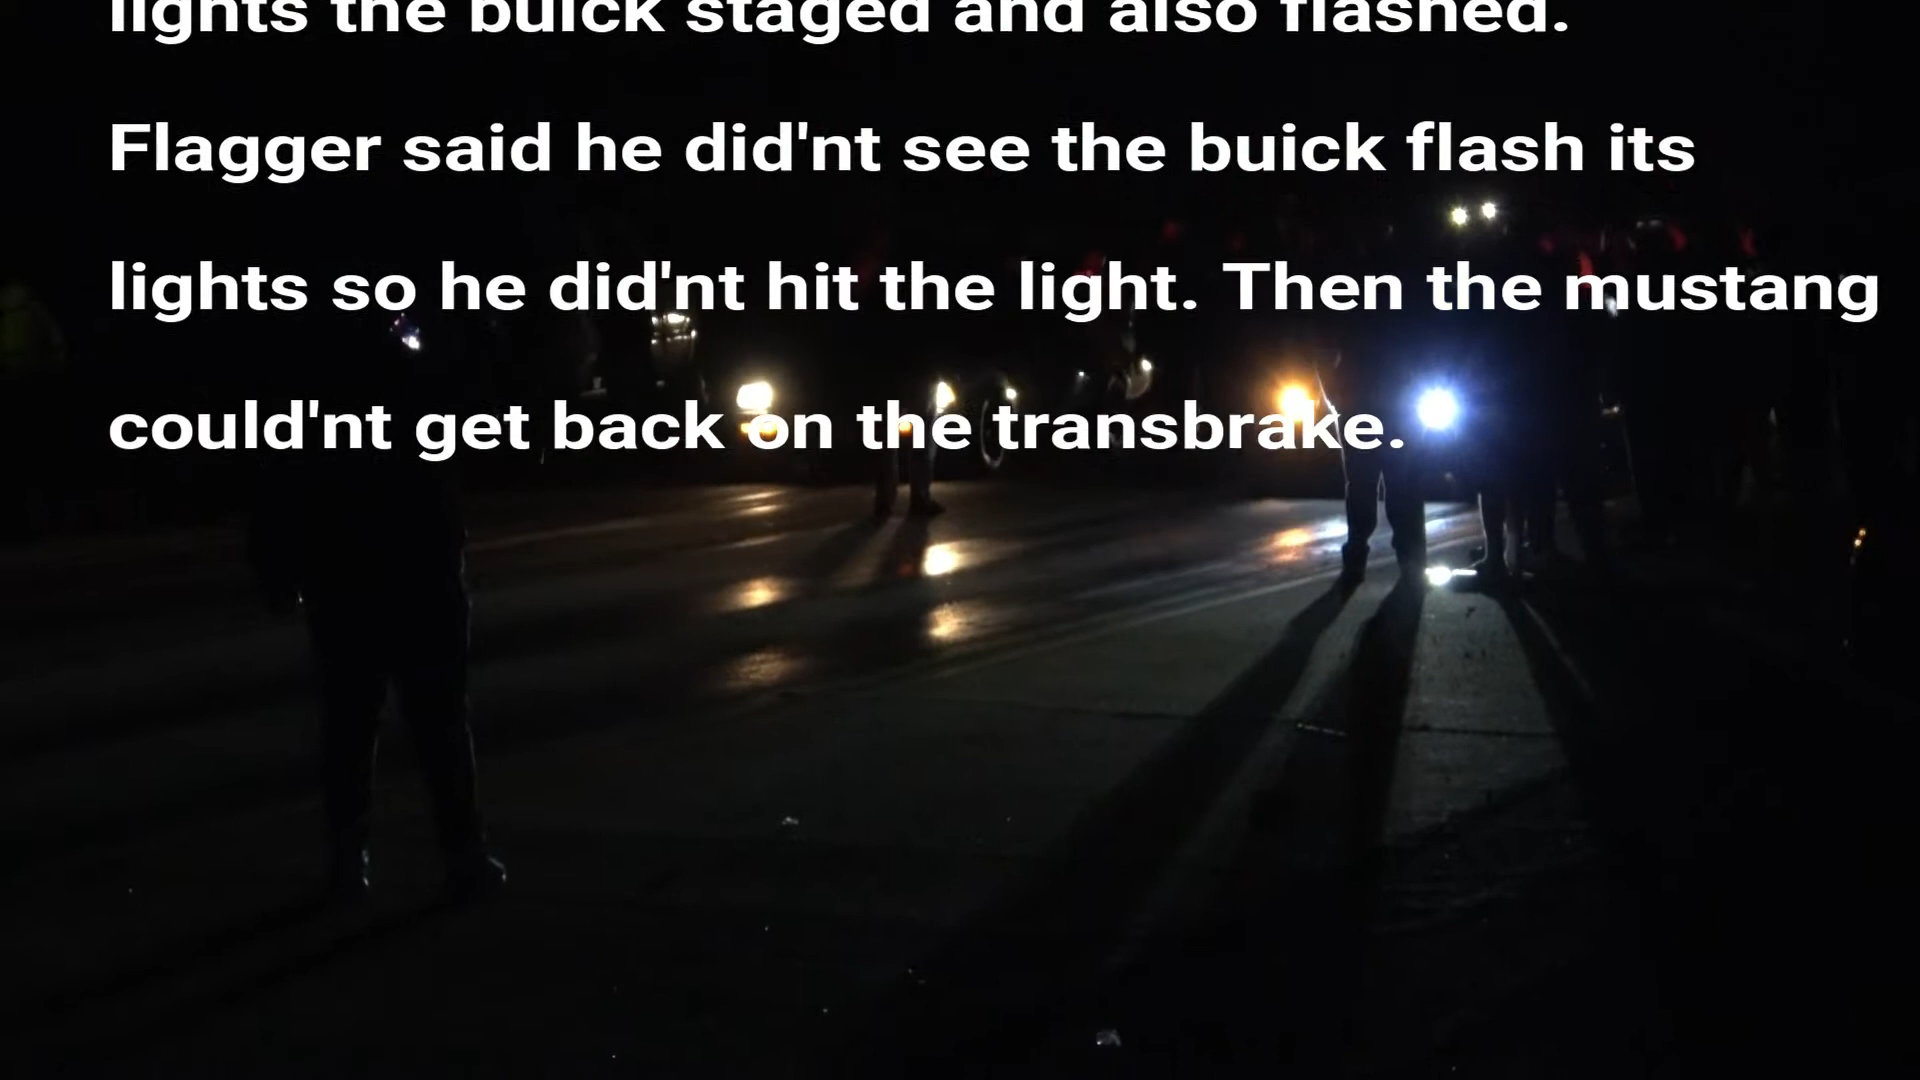 lights the buick staged and also flashed.
Flagger said he did'nt see the buick flash its
lights so he did'nt hit the light. Then the mustang
could'nt get back on the transbrake.